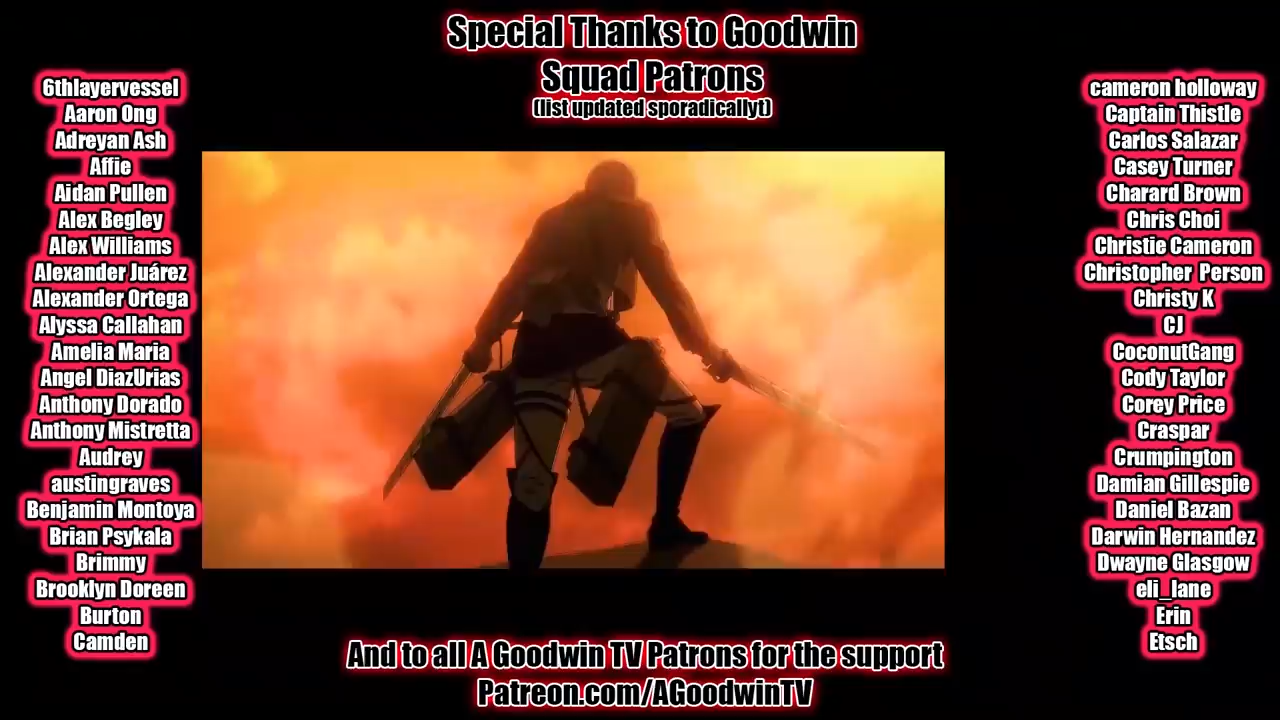 Special Thanks to Goodwin
Squad Patrons
(list updated sporadicallyt)
6thlayervessel
Aaron Ong
Adreyan Ash
Affie
Aidan Pullen
Alex Begley
Alex Williams
Alexander Juárez
Alexander Ortega
Alyssa Callahan
Amelia Maria
Angel DiazUrias
Anthony Dorado
Anthony Mistretta
Audrey
austingraves
Benjamin Montoya
Brian Psykala
Brimmy
Brooklyn Doreen
Burton
Camden
cameron holloway
Captain Thistle
Carlos Salazar
Casey Turner
Charard Brown
Chris Choi
Christie Cameron
Christopher Person
Christy K
CJ
CoconutGang
Cody Taylor
Corey Price
Craspar
Crumpington
Damian Gillespie
Daniel Bazan
Darwin Hernandez
Dwayne Glasgow
eli_lane
Erin
Etsch
And to all A Goodwin TV Patrons for the support
Patreon.com/AGoodwinTV